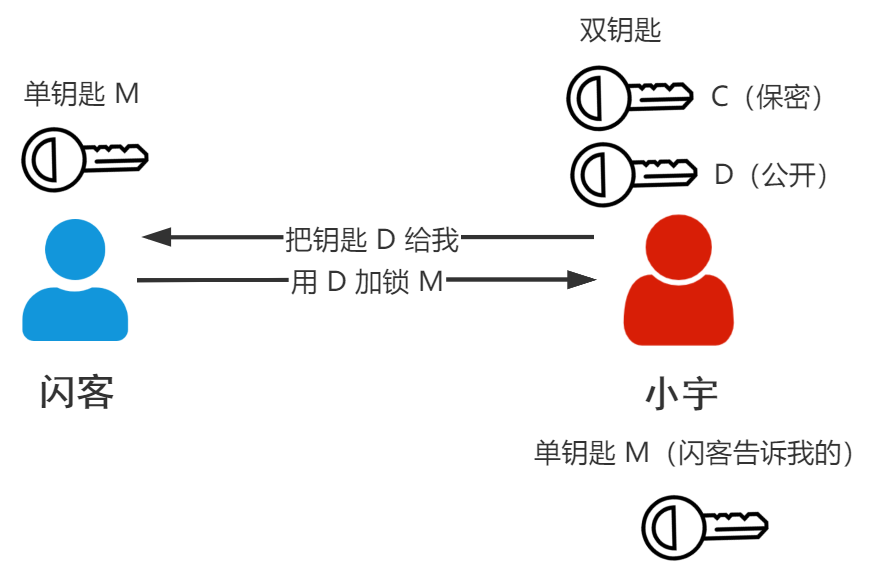 双钥匙
单钥匙 M
C（保密）
D（公开）
把钥匙 D 给我
用 D 加锁 M
闪客
小宇
单钥匙 M（闪客告诉我的）